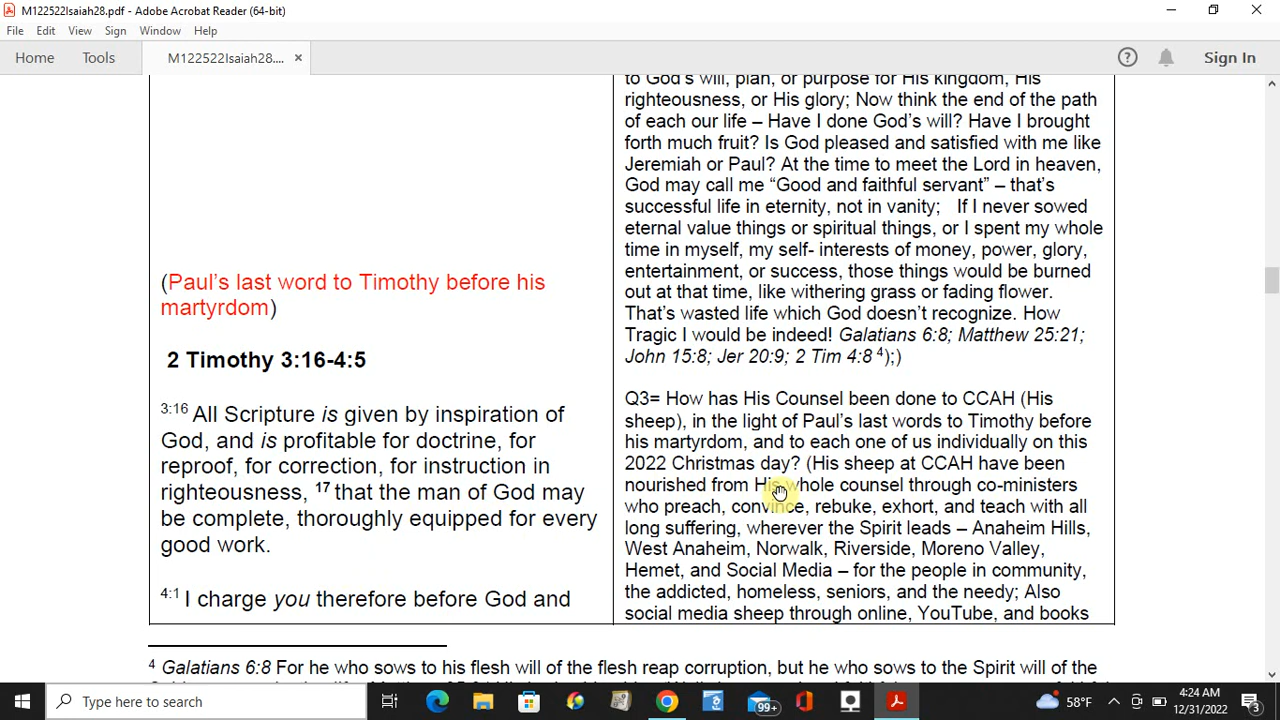 M122522Isaiah28.pdf - Adobe Acrobat Reader (64-bit)
File Edit View Sign Window Help
Home Tools M122522Isaiah28.... × Sign In
(Paul's last word to Timothy before his
martyrdom)
2 Timothy 3:16-4:5
3:16 All Scripture is given by inspiration of
God, and is profitable for doctrine, for
reproof, for correction, for instruction in
righteousness, 17 that the man of God may
be complete, thoroughly equipped for every
good work.
4:1 I charge you therefore before God and
to God's will, plan, or purpose for His kingdom, His
righteousness, or His glory; Now think the end of the path
of each our life – Have I done God's will? Have I brought
forth much fruit? Is God pleased and satisfied with me like
Jeremiah or Paul? At the time to meet the Lord in heaven,
God may call me “Good and faithful servant” – that's
successful life in eternity, not in vanity; If I never sowed
eternal value things or spiritual things, or I spent my whole
time in myself, my self- interests of money, power, glory,
entertainment, or success, those things would be burned
out at that time, like withering grass or fading flower.
That's wasted life which God doesn't recognize. How
Tragic I would be indeed! Galatians 6:8; Matthew 25:21;
John 15:8; Jer 20:9; 2 Tim 4:8 4);)
Q3= How has His Counsel been done to CCAH (His
sheep), in the light of Paul's last words to Timothy before
his martyrdom, and to each one of us individually on this
2022 Christmas day? (His sheep at CCAH have been
nourished from His whole counsel through co-ministers
who preach, convince, rebuke, exhort, and teach with all
long suffering, wherever the Spirit leads – Anaheim Hills,
West Anaheim, Norwalk, Riverside, Moreno Valley,
Hemet, and Social Media – for the people in community,
the addicted, homeless, seniors, and the needy; Also
social media sheep through online, YouTube, and books
4 Galatians 6:8 For he who sows to his flesh will of the flesh reap corruption, but he who sows to the Spirit will of the
Type here to search
99+
58°F
4:24 AM
12/31/2022
3